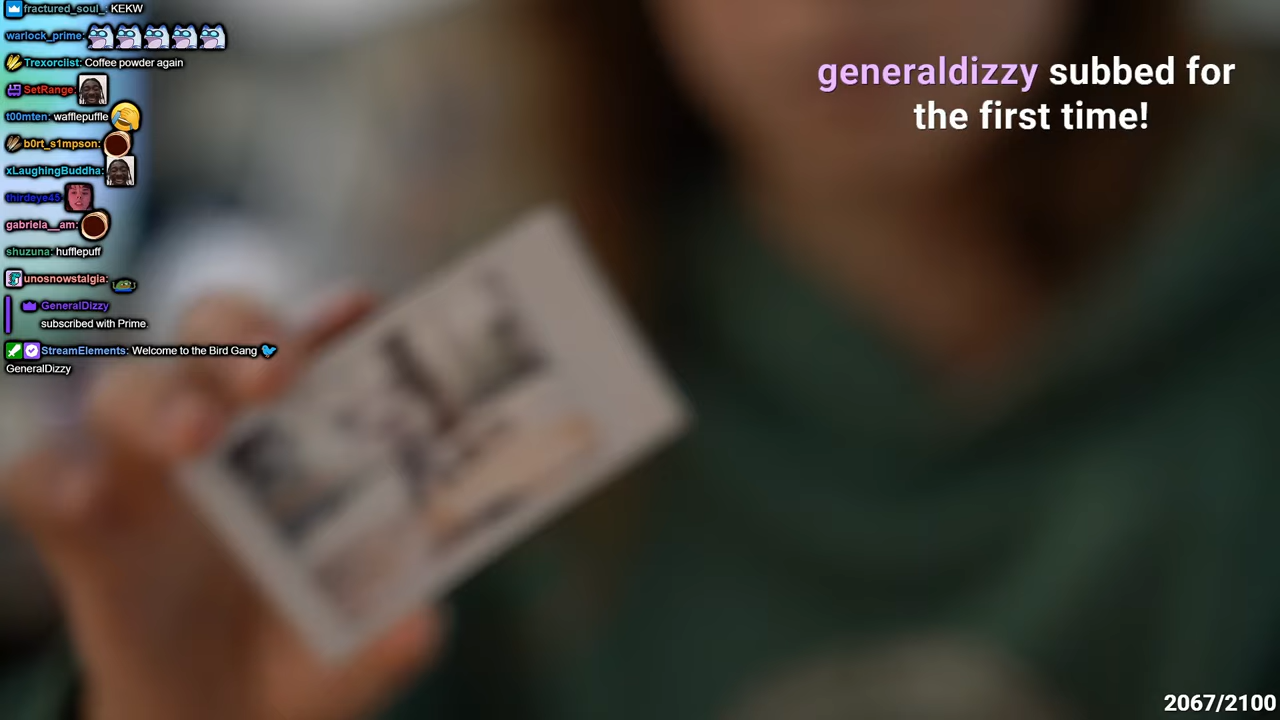 fractured_soul_: KEKW
warlock_prime:
Trexorciist: Coffee powder again
SetRange:
t00mten: wafflepuffle
b0rt_s1mpson:
xLaughingBuddha:
thirdeye45:
gabriela__am:
shuzuna: hufflepuff
unosnowstalgia:
GeneralDizzy
subscribed with Prime.
StreamElements: Welcome to the Bird Gang
GeneralDizzy
generaldizzy subbed for
the first time!
2067/2100